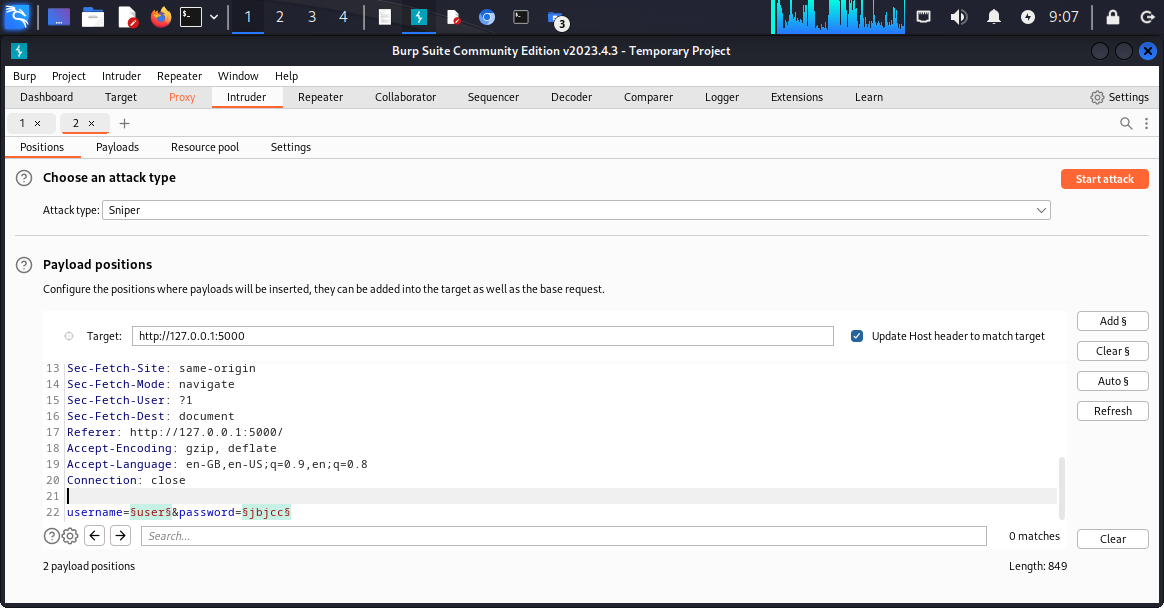 1 2 3 4 3 9:07
Burp Suite Community Edition v2023.4.3 - Temporary Project
Burp Project Intruder Repeater Window Help
Dashboard Target Proxy Intruder Repeater Collaborator Sequencer Decoder Comparer Logger Extensions Learn Settings
1 × 2 × +
Positions Payloads Resource pool Settings
? Choose an attack type
Start attack
Attack type: Sniper
? Payload positions
Configure the positions where payloads will be inserted, they can be added into the target as well as the base request.
Target: http://127.0.0.1:5000 Update Host header to match target
Add §
Clear §
Auto §
Refresh
13 Sec-Fetch-Site: same-origin
14 Sec-Fetch-Mode: navigate
15 Sec-Fetch-User: ?1
16 Sec-Fetch-Dest: document
17 Referer: http://127.0.0.1:5000/
18 Accept-Encoding: gzip, deflate
19 Accept-Language: en-GB,en-US;q=0.9,en;q=0.8
20 Connection: close
21
22 username=§user§&password=§jbjcc§
? Search... 0 matches Clear
2 payload positions Length: 849